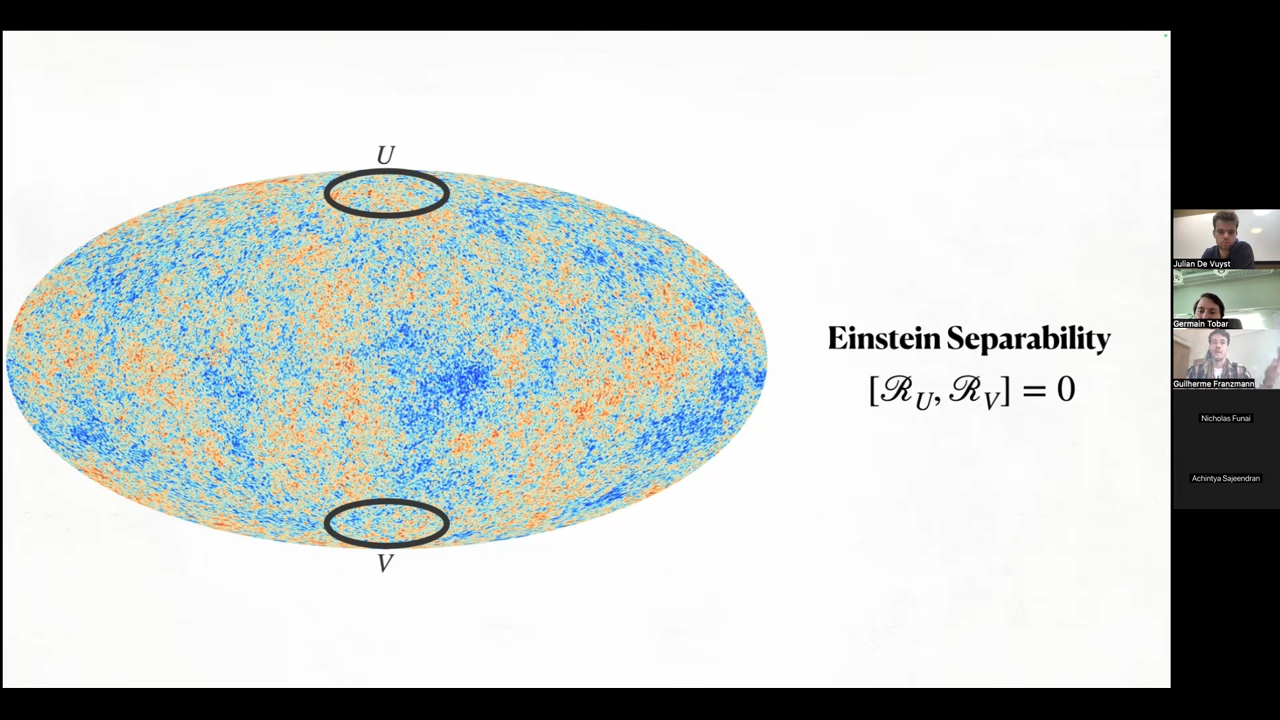 U
V
Einstein Separability
[ℛ_U, ℛ_V] = 0
Julian De Vuyst
Germain Tobar
Guilherme Franzmann
Nicholas Funai
Achintya Sajeendran